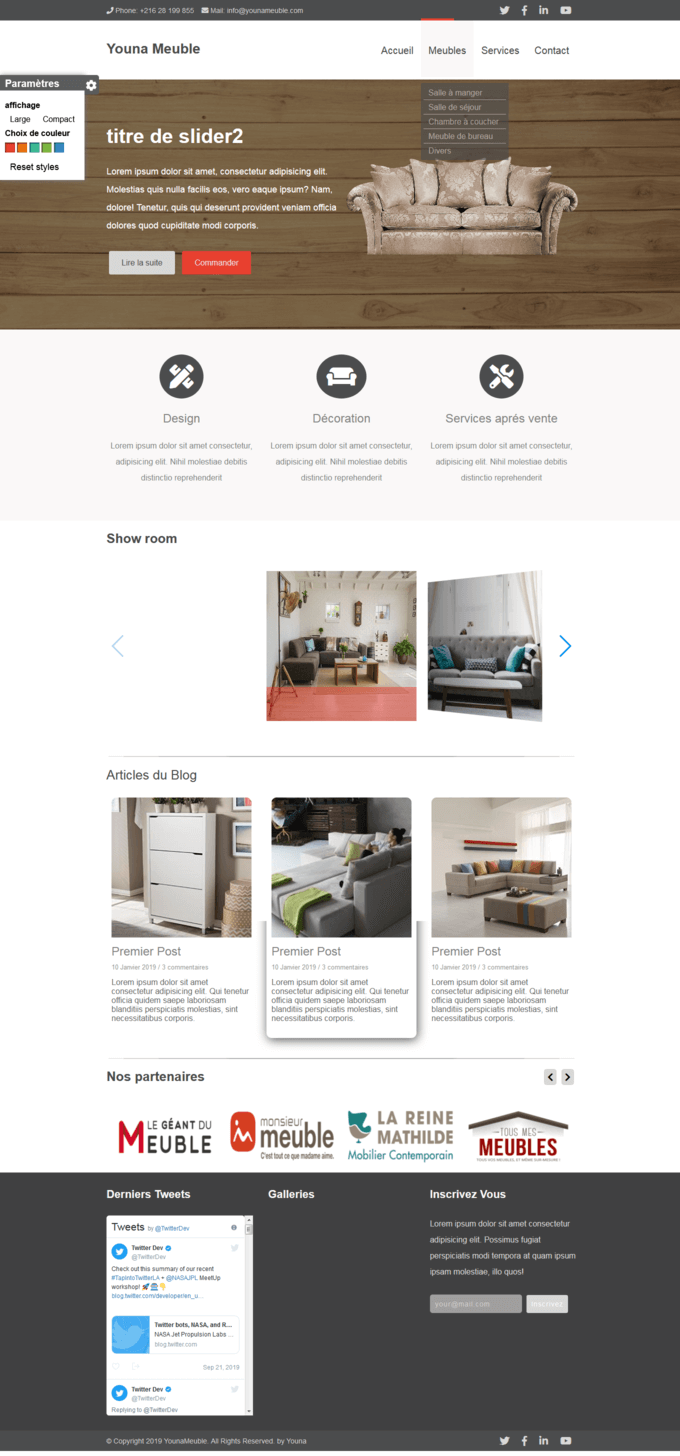 Phone: +216 28 199 855 Mail: info@younameuble.com
Youna Meuble
Accueil Meubles Services Contact
Salle à manger
Salle de séjour
Chambre à coucher
Meuble de bureau
Divers
Paramètres
affichage
Large Compact
Choix de couleur
Reset styles
titre de slider2
Lorem ipsum dolor sit amet, consectetur adipisicing elit.
Molestias quis nulla facilis eos, vero eaque ipsum? Nam,
dolore! Tenetur, quis qui deserunt provident veniam officia
dolores quod cupiditate modi corporis.
Lire la suite Commander
Design
Lorem ipsum dolor sit amet consectetur,
adipisicing elit. Nihil molestiae debitis
distinctio reprehenderit
Décoration
Lorem ipsum dolor sit amet consectetur,
adipisicing elit. Nihil molestiae debitis
distinctio reprehenderit
Services aprés vente
Lorem ipsum dolor sit amet consectetur,
adipisicing elit. Nihil molestiae debitis
distinctio reprehenderit
Show room
Articles du Blog
Premier Post
10 Janvier 2019 / 3 commentaires
Lorem ipsum dolor sit amet
consectetur adipisicing elit. Qui tenetur
officia quidem saepe laboriosam
blanditiis perspiciatis molestias, sint
necessitatibus corporis.
Premier Post
10 Janvier 2019 / 3 commentaires
Lorem ipsum dolor sit amet
consectetur adipisicing elit. Qui tenetur
officia quidem saepe laboriosam
blanditiis perspiciatis molestias, sint
necessitatibus corporis.
Premier Post
10 Janvier 2019 / 3 commentaires
Lorem ipsum dolor sit amet
consectetur adipisicing elit. Qui tenetur
officia quidem saepe laboriosam
blanditiis perspiciatis molestias, sint
necessitatibus corporis.
Nos partenaires
LE GÉANT DU
MEUBLE
monsieur
meuble
C'est tout ce que madame aime.
LA REINE
MATHILDE
Mobilier Contemporain
TOUS MES
MEUBLES
TOUS VOS MEUBLES, ET MÊME SUR-MESURE !
Derniers Tweets
Tweets by @TwitterDev
Twitter Dev
@TwitterDev
Check out this summary of our recent
#TapIntoTwitterLA + @NASAJPL MeetUp
workshop! 🚀👩‍🚀👇
blog.twitter.com/developer/en_u…
Twitter bots, NASA, and R…
NASA Jet Propulsion Labs …
blog.twitter.com
Sep 21, 2019
Twitter Dev
@TwitterDev
Replying to @TwitterDev
Galleries
Inscrivez Vous
Lorem ipsum dolor sit amet consectetur
adipisicing elit. Possimus fugiat
perspiciatis modi tempora at quam ipsum
ipsam molestiae, illo quos!
your@mail.com Inscrivez
© Copyright 2019 YounaMeuble. All Rights Reserved. by Youna